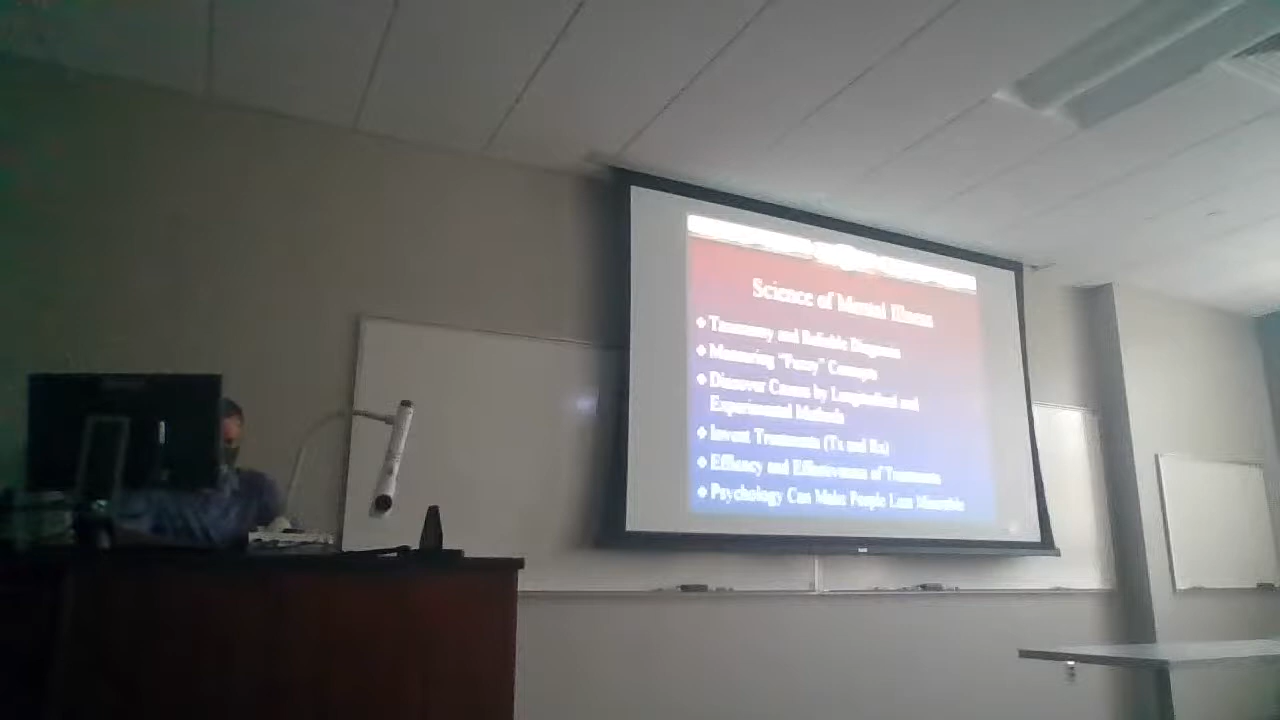 Science of Mental Illness
❖ Taxonomy and Reliable Diagnosis
❖ Measuring "Fuzzy" Concepts
❖ Discover Causes by Longitudinal and
Experimental Methods
❖ Invent Treatments (Tx and Rx)
❖ Efficacy and Effectiveness of Treatments
❖ Psychology Can Make People Less Miserable